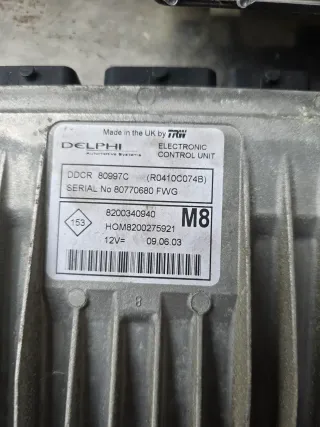 Made in the UK by TRW
DELPHI
Automotive Systems
ELECTRONIC
CONTROL UNIT
DDCR 80997C (R0410C074B)
SERIAL No 80770680 FWG
153
8200340940
M8
HOM8200275921
12V= 09.06.03